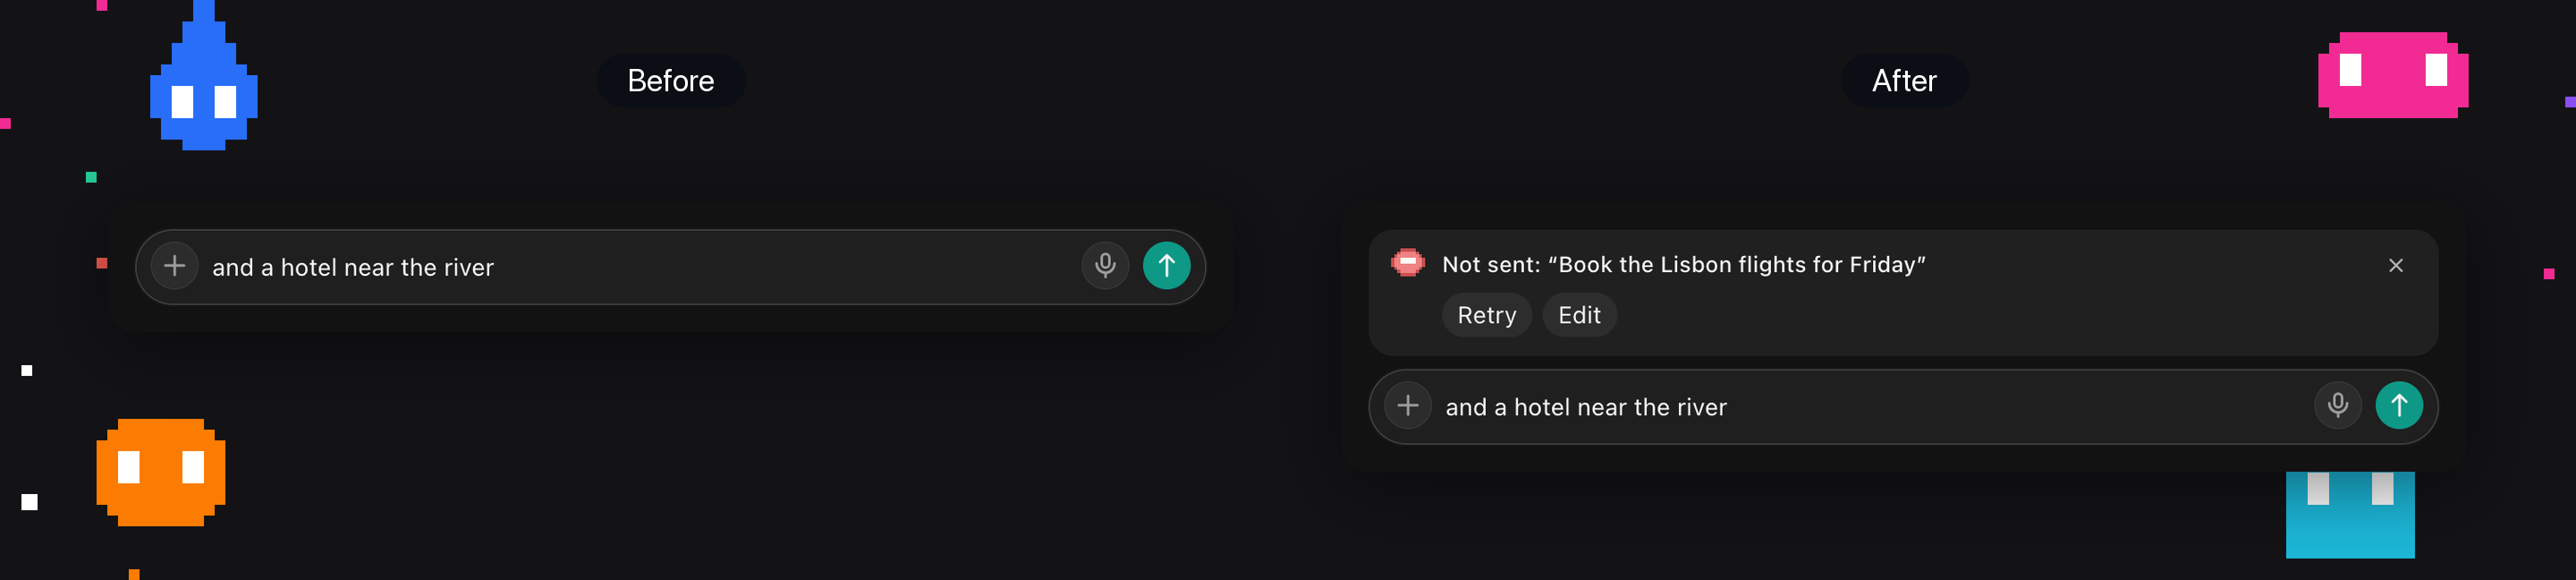 Before
and a hotel near the river
After
Not sent: “Book the Lisbon flights for Friday”
Retry Edit
and a hotel near the river